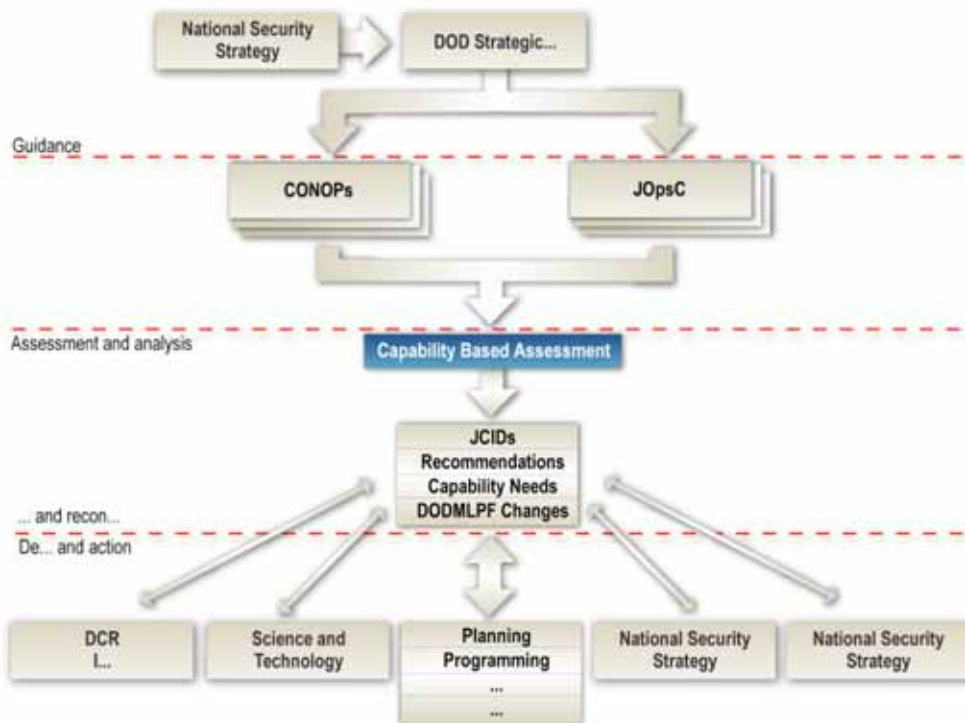 National Security
Strategy
DOD Strategic...
Guidance
CONOPs
JOpsC
Assessment and analysis
Capability Based Assessment
JCIDs
Recommendations
Capability Needs
DODMLPF Changes
... and recon...
De... and action
DCR
I...
Science and
Technology
Planning
Programming
...
...
National Security
Strategy
National Security
Strategy